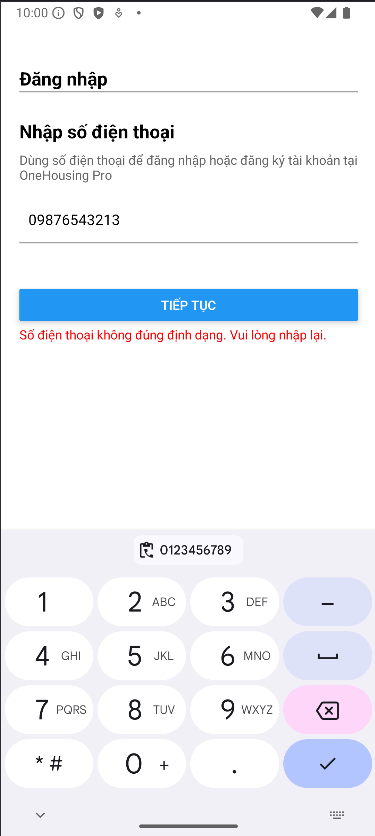 10:00
Đăng nhập
Nhập số điện thoại
Dùng số điện thoại để đăng nhập hoặc đăng ký tài khoản tại
OneHousing Pro
09876543213
TIẾP TỤC
Số điện thoại không đúng định dạng. Vui lòng nhập lại.
0123456789
1 2 ABC 3 DEF –
4 GHI 5 JKL 6 MNO
7 PQRS 8 TUV 9 WXYZ
* # 0 + .